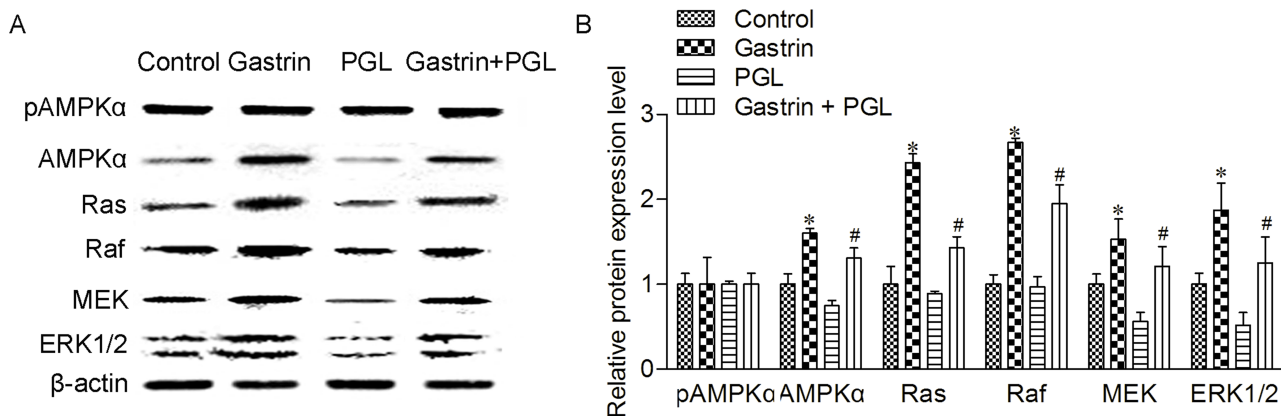 A
Control Gastrin PGL Gastrin+PGL
pAMPKα
AMPKα
Ras
Raf
MEK
ERK1/2
β-actin
B
Control
Gastrin
PGL
Gastrin + PGL
Relative protein expression level
3
2
1
0
* # * # * # * # * #
pAMPKα AMPKα Ras Raf MEK ERK1/2